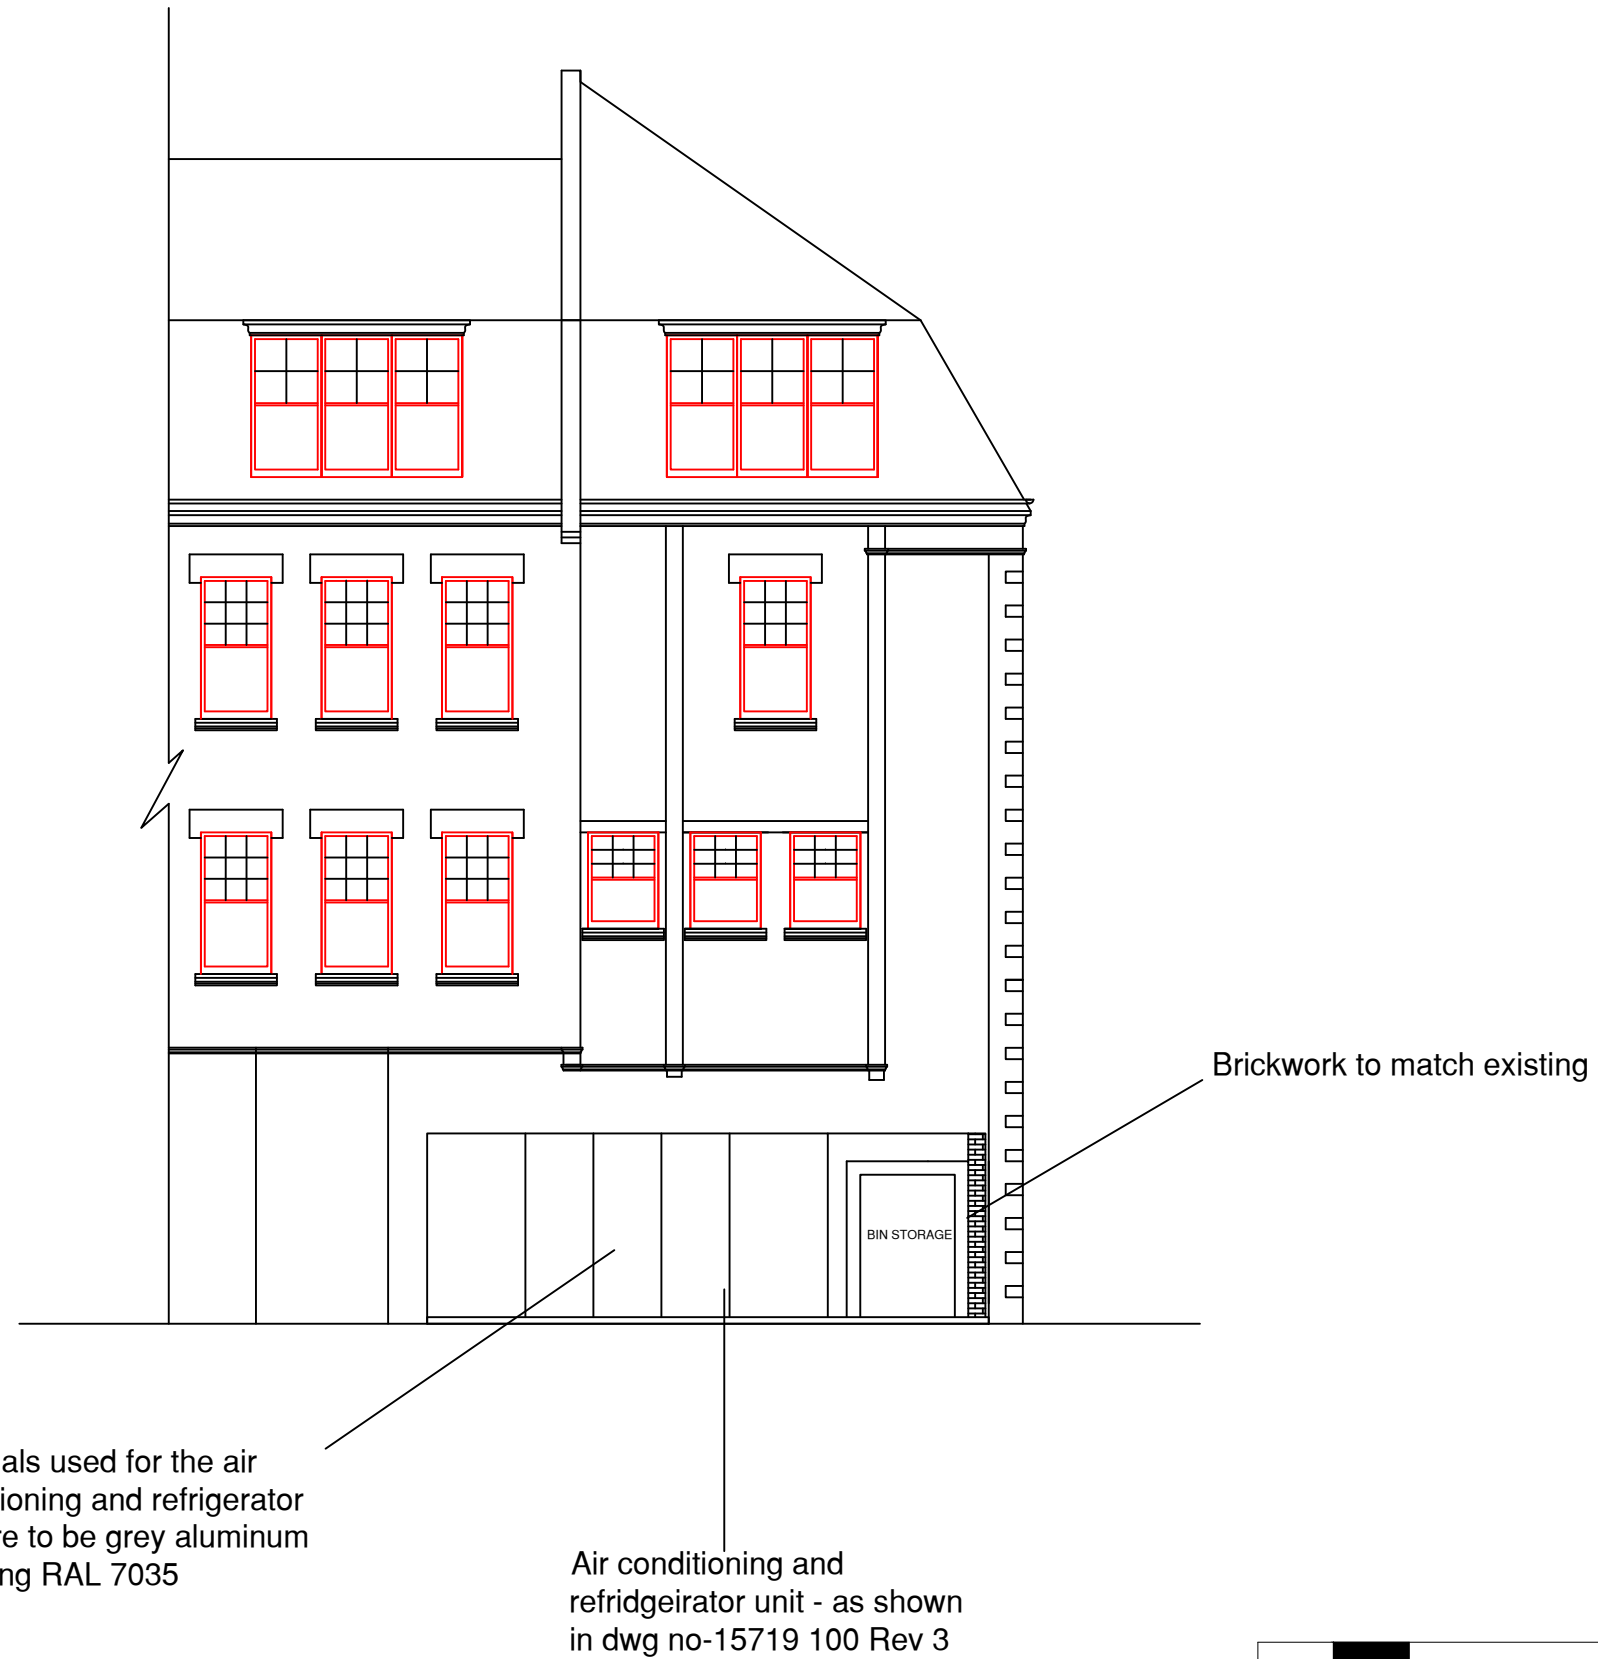 Brickwork to match existing
BIN STORAGE
als used for the air
ioning and refrigerator
re to be grey aluminum
ng RAL 7035
Air conditioning and
refridgeirator unit - as shown
in dwg no-15719 100 Rev 3